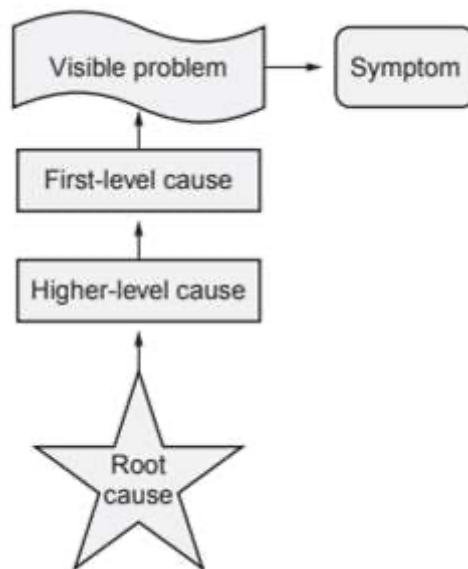 Visible problem
Symptom
First-level cause
Higher-level cause
Root
cause